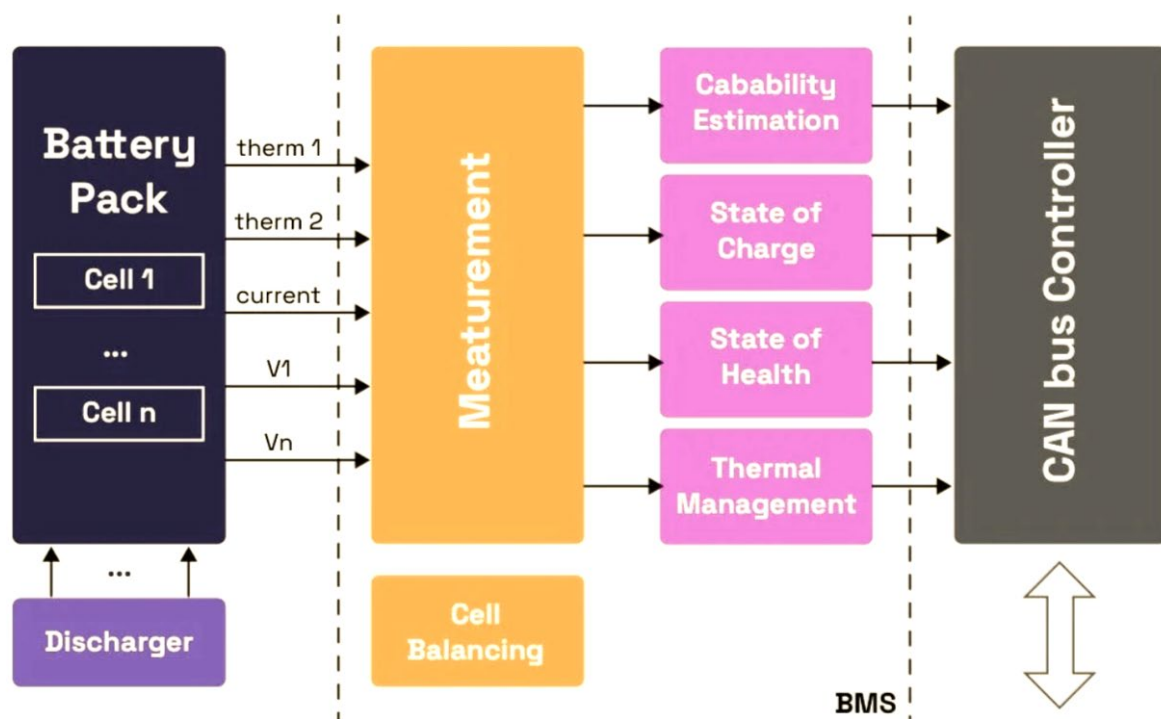 Battery
Pack
Cell 1
...
Cell n
...
Discharger
therm 1
therm 2
current
V1
Vn
Meaturement
Cell
Balancing
Cabability
Estimation
State of
Charge
State of
Health
Thermal
Management
BMS
CAN bus Controller